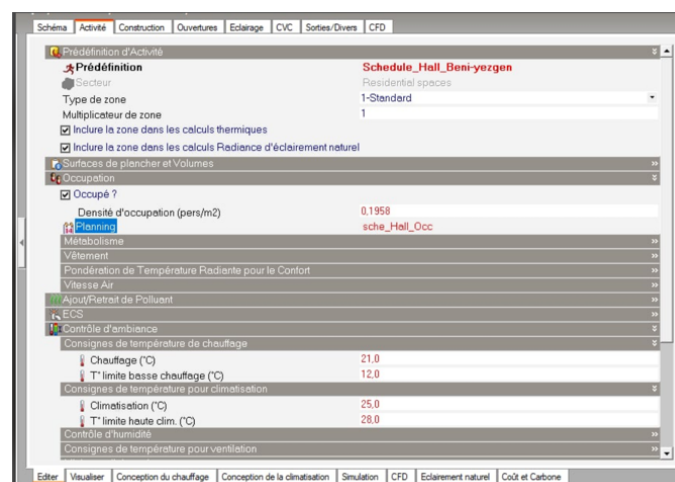 Schéma Activité Construction Ouvertures Eclairage CVC Sorties/Divers CFD
Prédéfinition d'Activité
Prédéfinition Schedule_Hall_Beni-yezgen
Secteur Residential spaces
Type de zone 1-Standard
Multiplicateur de zone 1
Inclure la zone dans les calculs thermiques
Inclure la zone dans les calculs Radiance d'éclairement naturel
Surfaces de plancher et Volumes
Occupation
Occupé ?
Densité d'occupation (pers/m2) 0,1958
Planning sche_Hall_Occ
Métabolisme
Vêtement
Pondération de Température Radiante pour le Confort
Vitesse Air
Ajout/Retrait de Polluant
ECS
Contrôle d'ambiance
Consignes de température de chauffage
Chauffage (°C) 21,0
T° limite basse chauffage (°C) 12,0
Consignes de température pour climatisation
Climatisation (°C) 25,0
T° limite haute clim. (°C) 28,0
Contrôle d'humidité
Consignes de température pour ventilation
Editer Visualiser Conception du chauffage Conception de la climatisation Simulation CFD Eclairement naturel Coût et Carbone